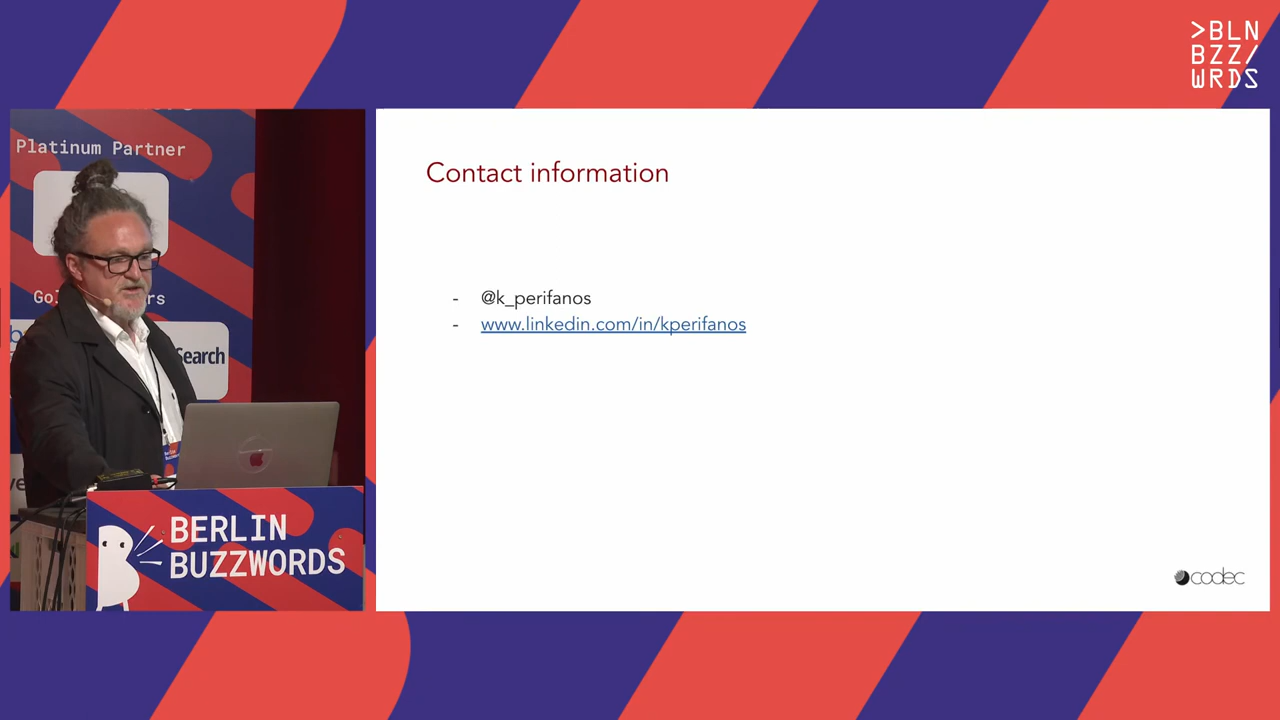 >BLN
BZZ/
WRDS
Platinum Partner
Search
BERLIN
BUZZWORDS
Contact information
- @k_perifanos
- www.linkedin.com/in/kperifanos
codec